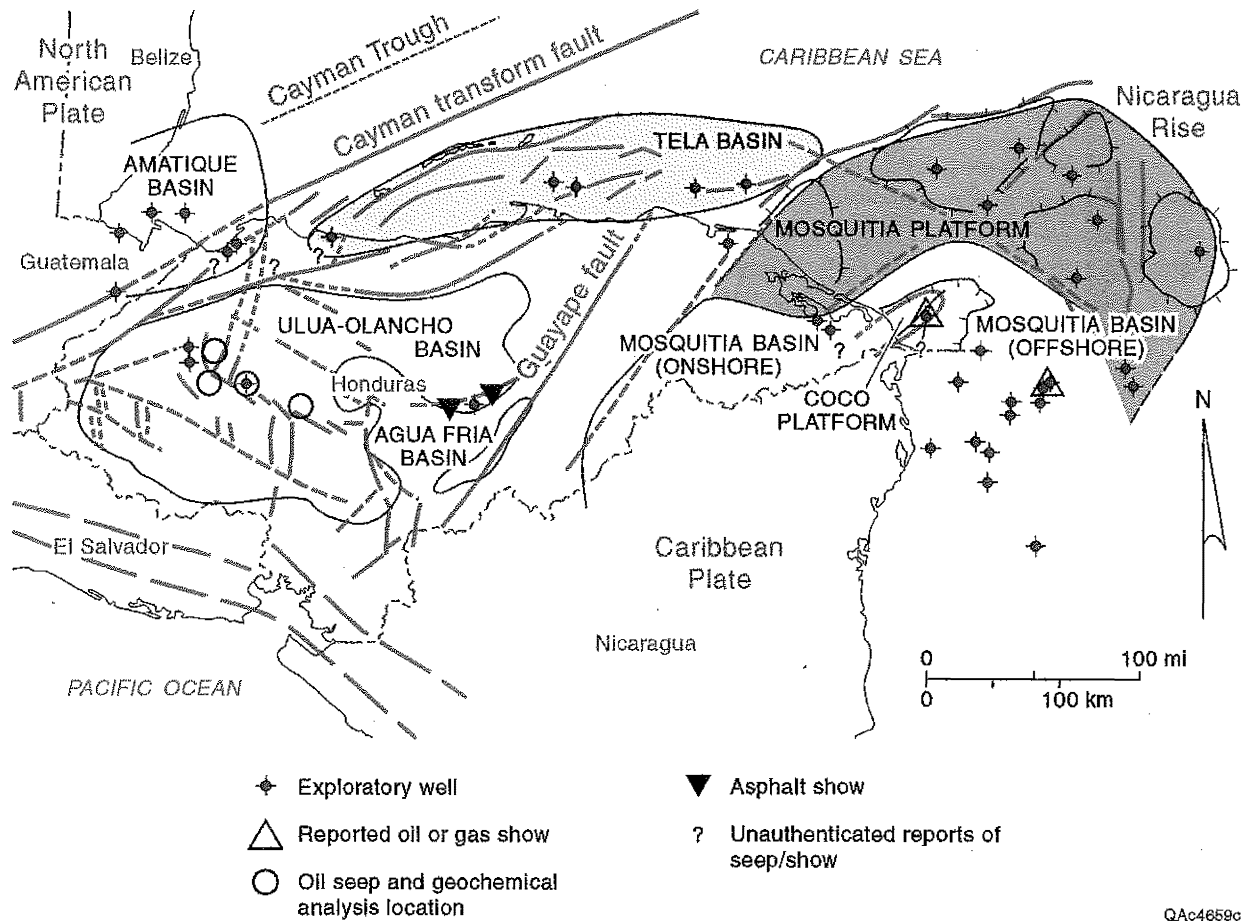 North
American
Plate
Belize
Cayman Trough
Cayman transform fault
CARIBBEAN SEA
Nicaragua
Rise
AMATIQUE
BASIN
TELA BASIN
Guatemala
?
?
?
MOSQUITIA PLATFORM
Guayape fault
ULUA-OLANCHO
BASIN
Honduras
MOSQUITIA BASIN
(ONSHORE)
?
?
MOSQUITIA BASIN
(OFFSHORE)
COCO
PLATFORM
AGUA FRIA
BASIN
N
El Salvador
Caribbean
Plate
Nicaragua
PACIFIC OCEAN
0 100 mi
0 100 km
Exploratory well
Reported oil or gas show
Oil seep and geochemical
analysis location
Asphalt show
? Unauthenticated reports of
seep/show
QAc4659c